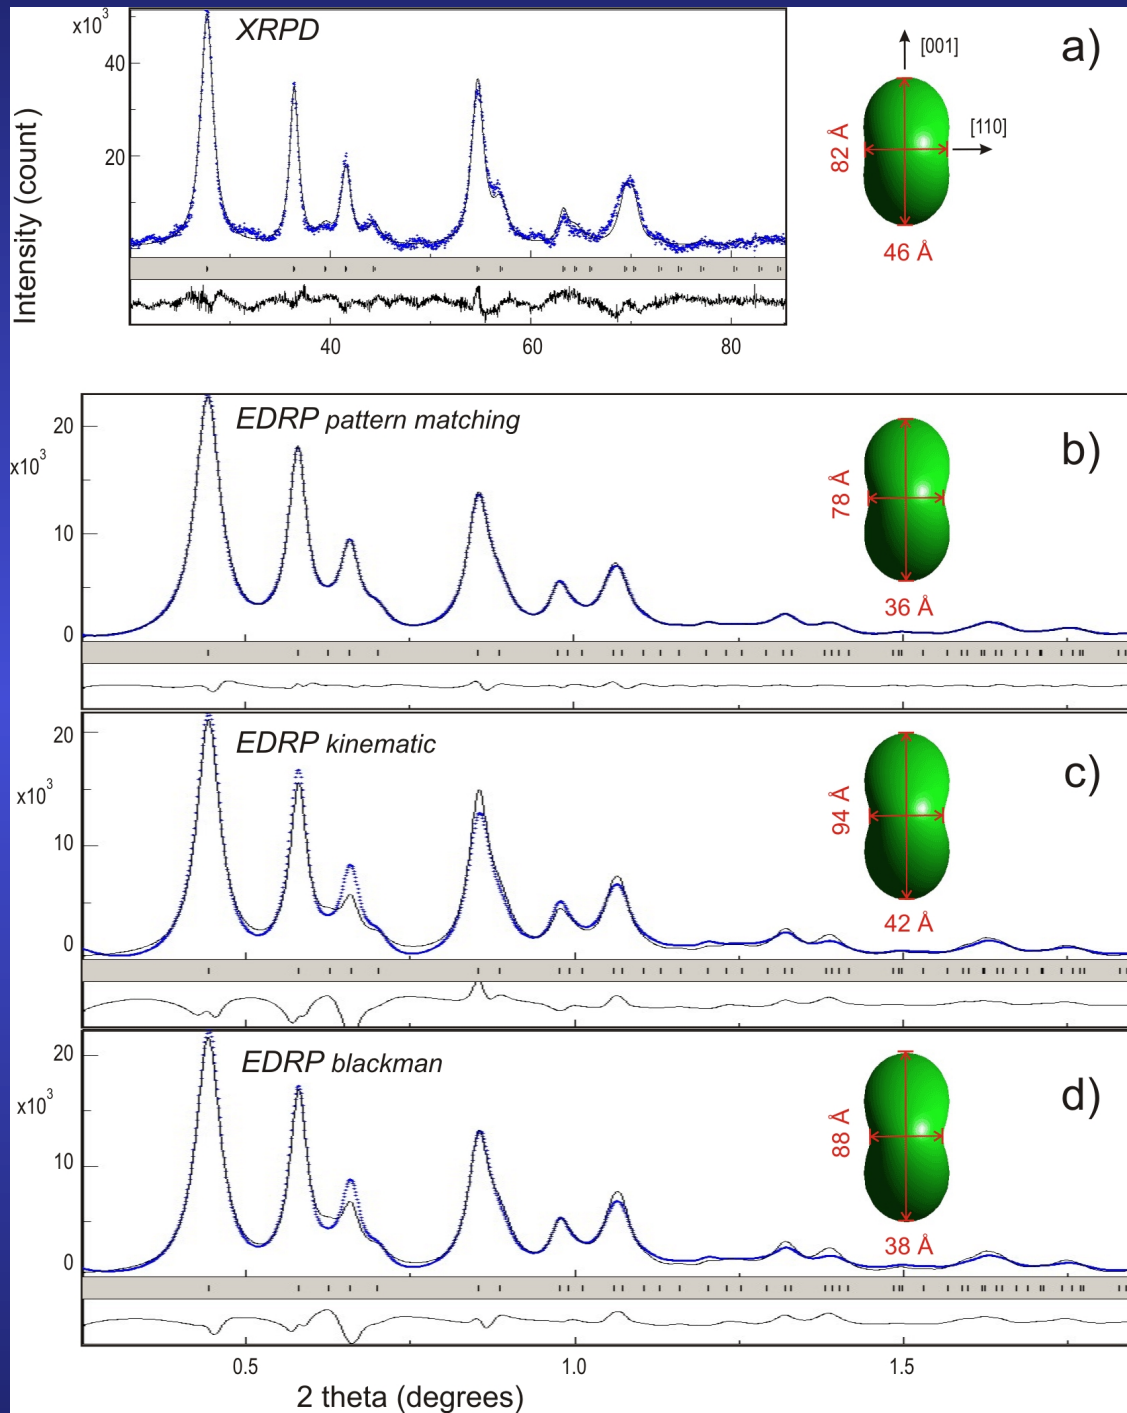 x10³
XRPD
a)
[001]
40
[110]
82 Å
20
46 Å
Intensity (count)
40
60
80
20
EDRP pattern matching
b)
x10³
78 Å
10
36 Å
0
20
EDRP kinematic
c)
x10³
94 Å
10
42 Å
0
20
EDRP blackman
d)
x10³
88 Å
10
38 Å
0
0.5
1.0
1.5
2 theta (degrees)